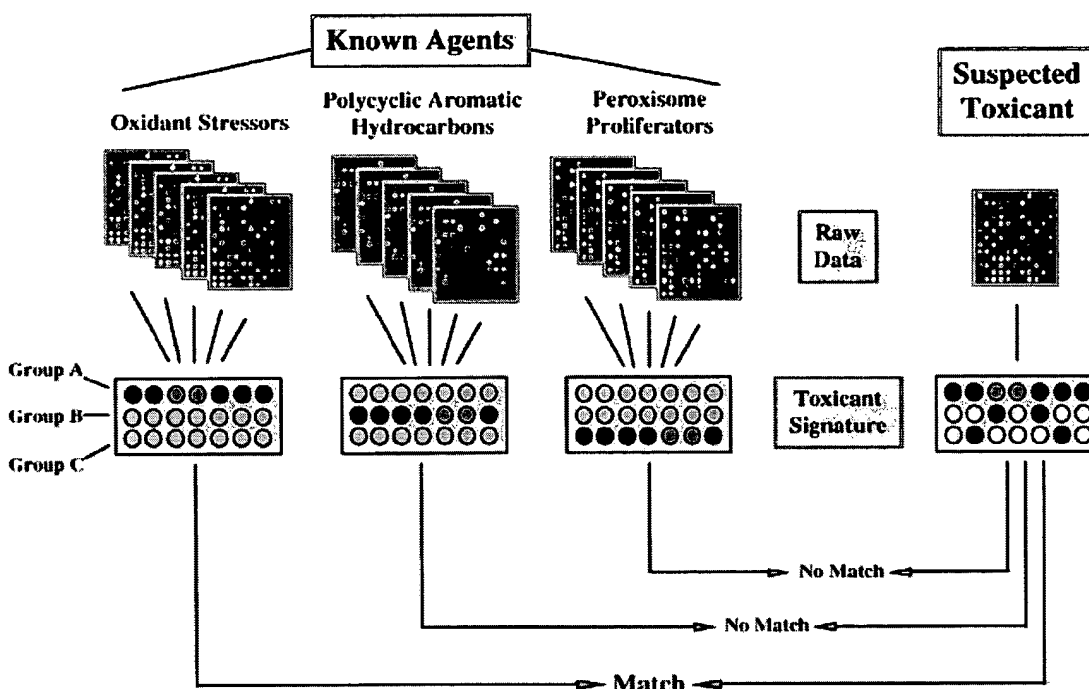 Known Agents
Suspected
Toxicant
Oxidant Stressors
Polycyclic Aromatic
Hydrocarbons
Peroxisome
Proliferators
Raw
Data
Group A
Group B
Group C
Toxicant
Signature
No Match
No Match
Match